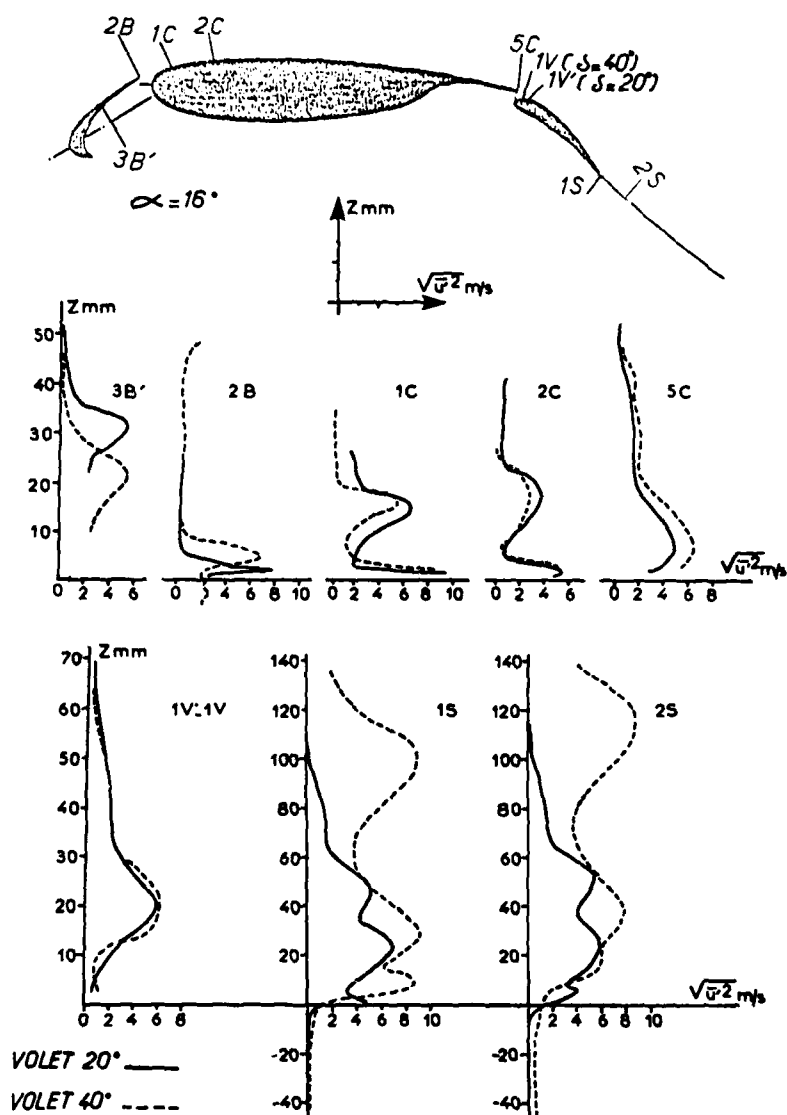 2B 1C 2C
5C
1V (δ=40°)
1V' (δ=20°)
3B'
1S 2S
α=16°
Zmm
√u'² m/s
Zmm
50
40
30
20
10
3B' 2B 1C 2C 5C
√u'² m/s
0 2 4 6
0 2 4 6 8
0 2 4 6 8 10
0 2 4 6
0 2 4 6 8
Zmm
70
60
50
40
30
20
10
1V'-1V
0 2 4 6 8
140
120
100
80
60
40
20
-20
-40
1S
0 2 4 6 8 10
140
120
100
80
60
40
20
0
-20
-40
2S
0 2 4 6 8 10
√u'² m/s
VOLET 20°
VOLET 40°